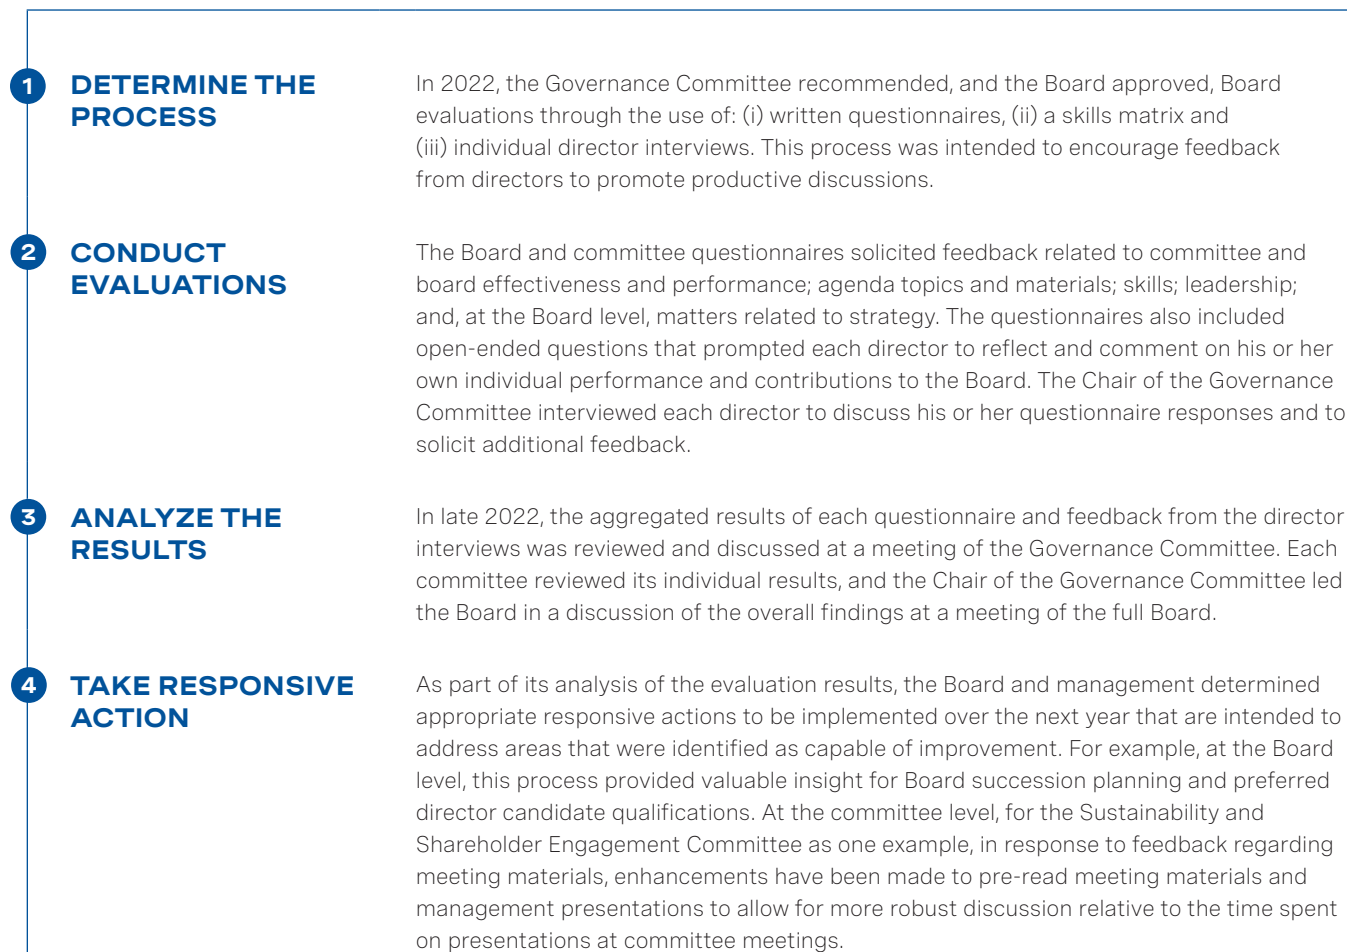 1
DETERMINE THE
PROCESS
In 2022, the Governance Committee recommended, and the Board approved, Board
evaluations through the use of: (i) written questionnaires, (ii) a skills matrix and
(iii) individual director interviews. This process was intended to encourage feedback
from directors to promote productive discussions.
2
CONDUCT
EVALUATIONS
The Board and committee questionnaires solicited feedback related to committee and
board effectiveness and performance; agenda topics and materials; skills; leadership;
and, at the Board level, matters related to strategy. The questionnaires also included
open-ended questions that prompted each director to reflect and comment on his or her
own individual performance and contributions to the Board. The Chair of the Governance
Committee interviewed each director to discuss his or her questionnaire responses and to
solicit additional feedback.
3
ANALYZE THE
RESULTS
In late 2022, the aggregated results of each questionnaire and feedback from the director
interviews was reviewed and discussed at a meeting of the Governance Committee. Each
committee reviewed its individual results, and the Chair of the Governance Committee led
the Board in a discussion of the overall findings at a meeting of the full Board.
4
TAKE RESPONSIVE
ACTION
As part of its analysis of the evaluation results, the Board and management determined
appropriate responsive actions to be implemented over the next year that are intended to
address areas that were identified as capable of improvement. For example, at the Board
level, this process provided valuable insight for Board succession planning and preferred
director candidate qualifications. At the committee level, for the Sustainability and
Shareholder Engagement Committee as one example, in response to feedback regarding
meeting materials, enhancements have been made to pre-read meeting materials and
management presentations to allow for more robust discussion relative to the time spent
on presentations at committee meetings.